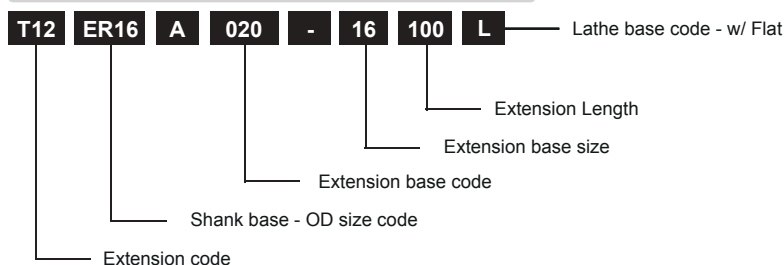 T12 ER16 A 020 - 16 100 L Lathe base code - w/ Flat
Extension Length
Extension base size
Extension base code
Shank base - OD size code
Extension code